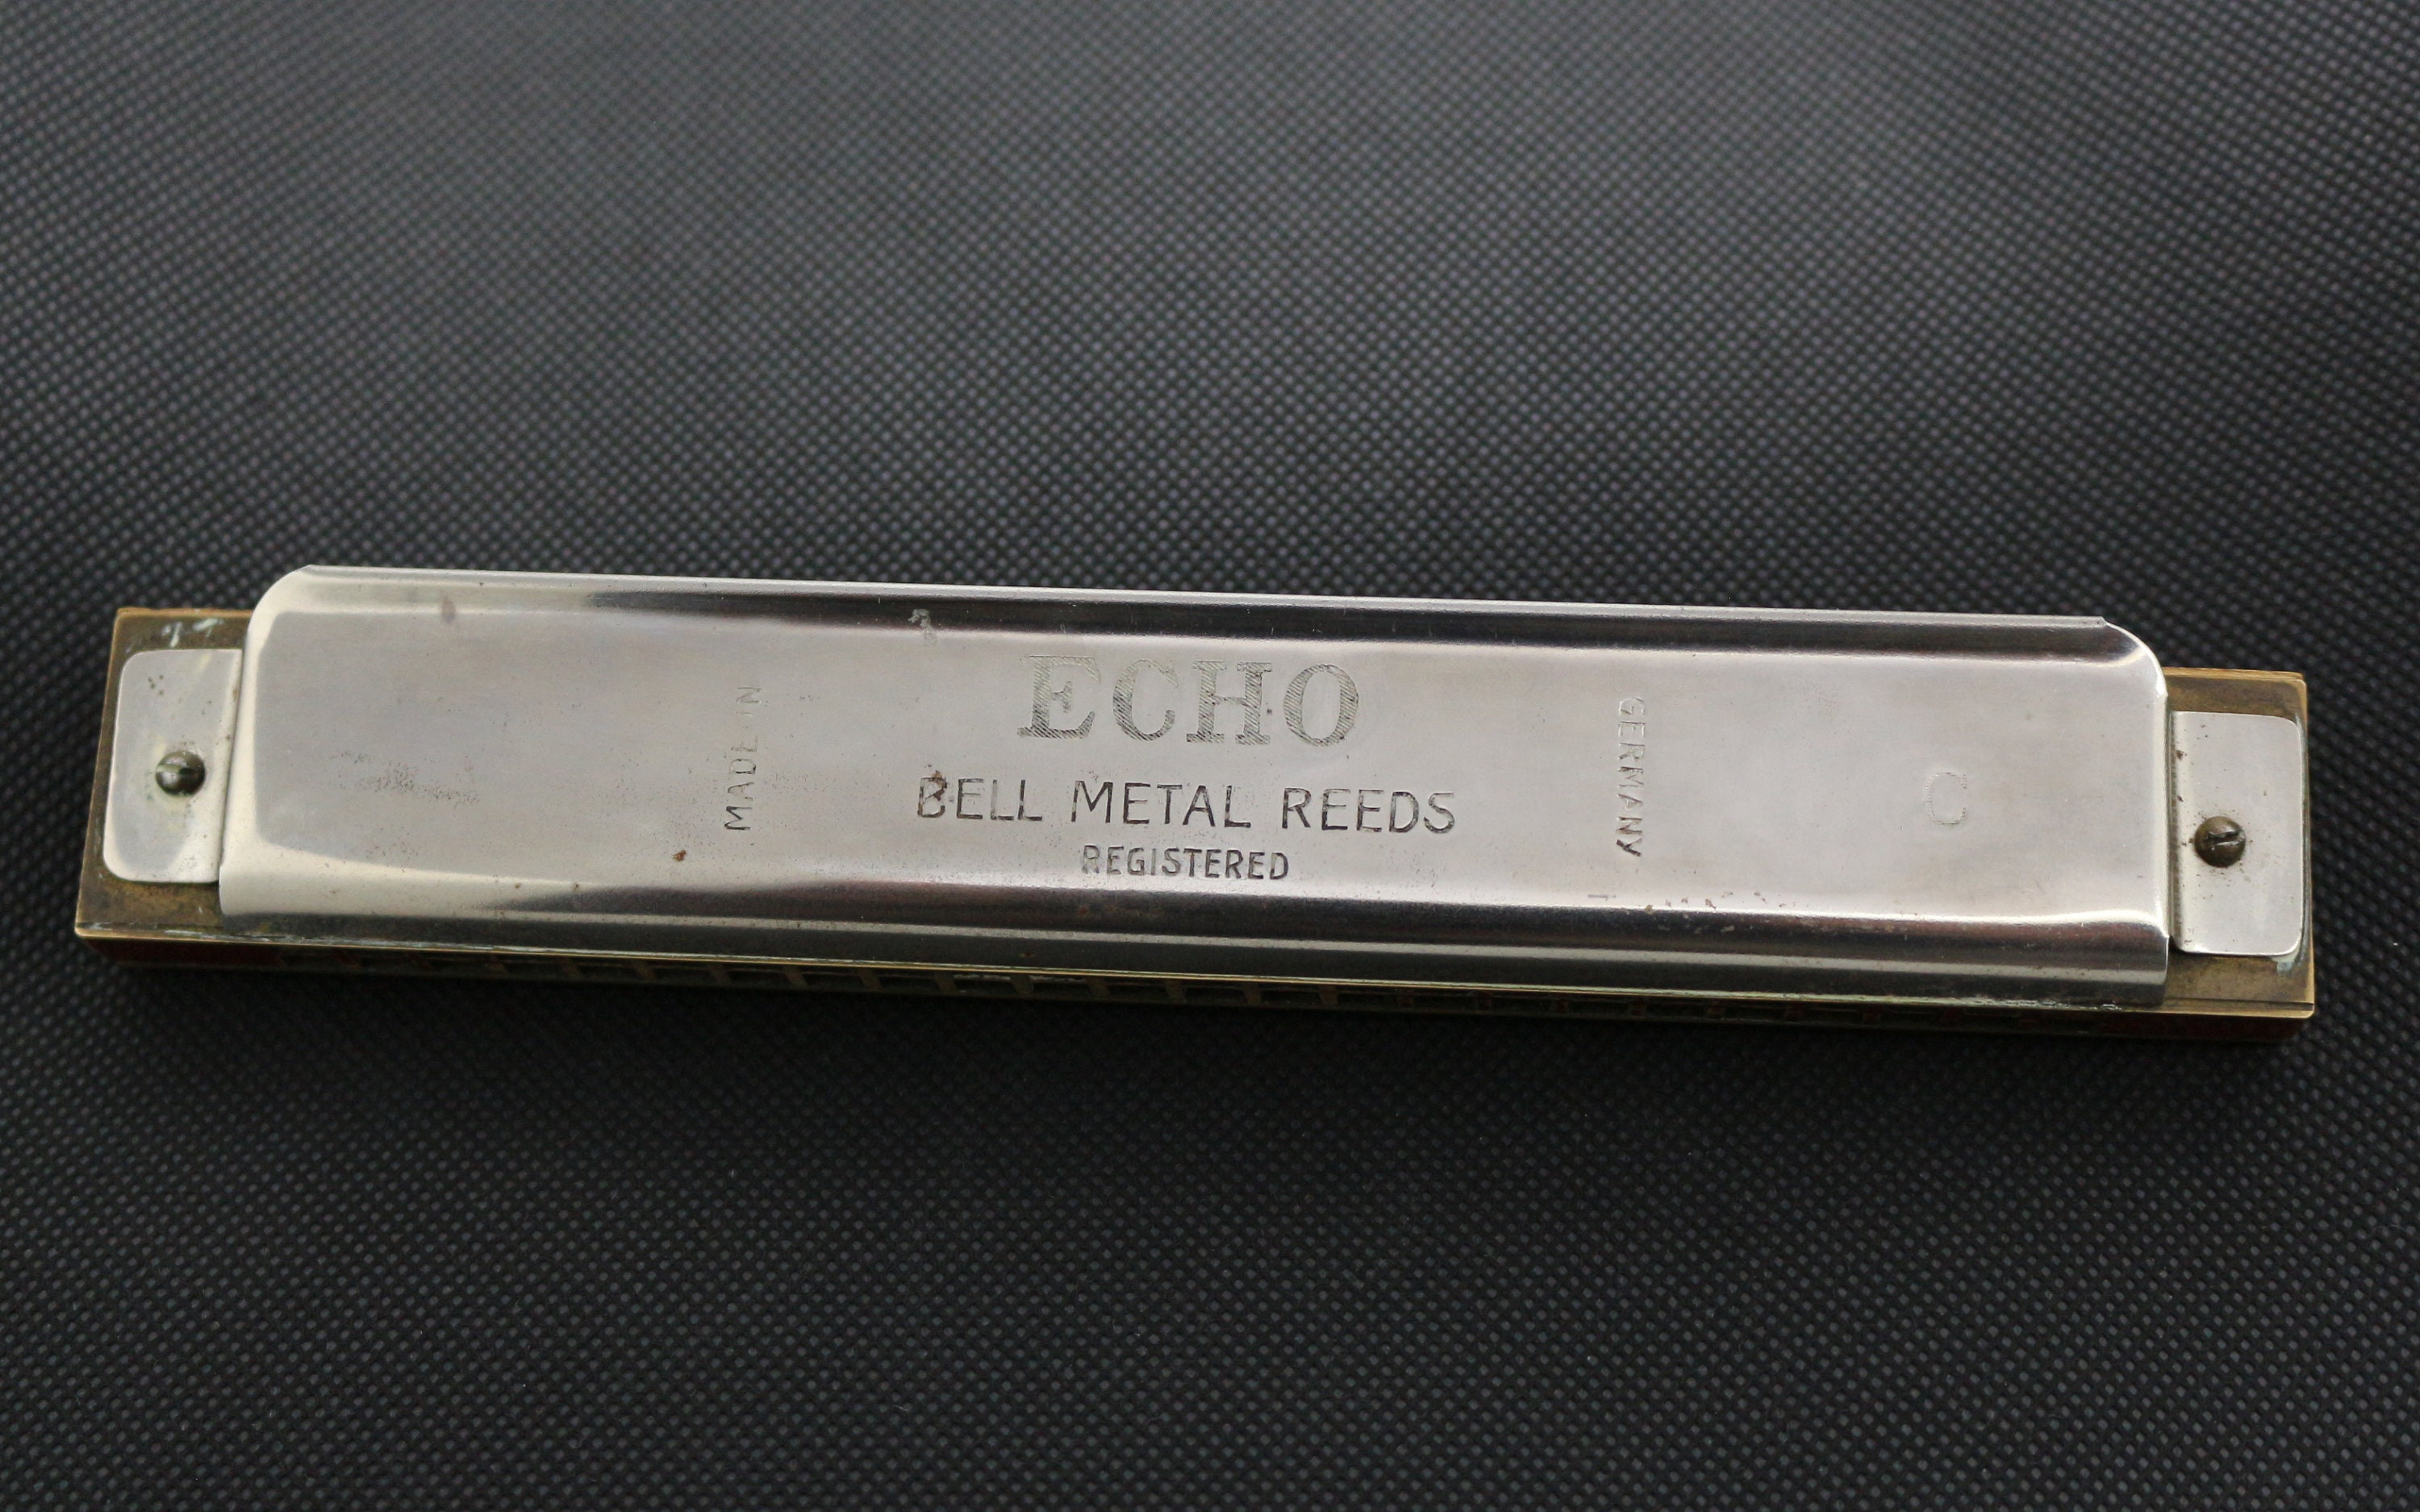 ECHO
BELL METAL REEDS
REGISTERED
MADE IN
GERMANY
C